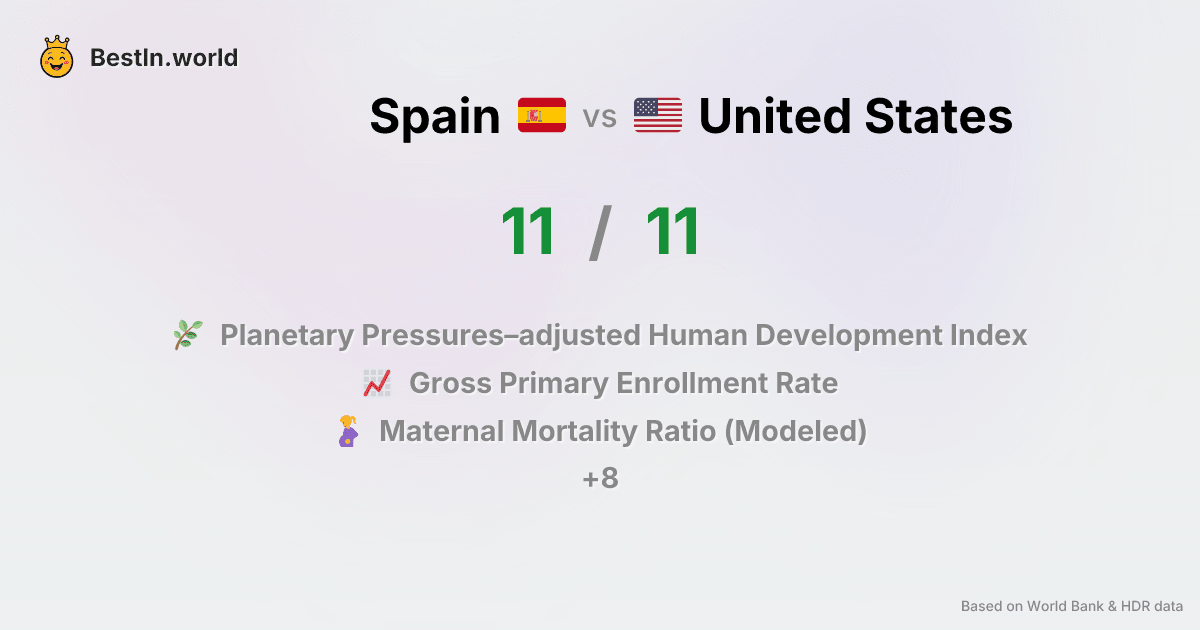 BestIn.world
Spain vs United States
11 / 11
Planetary Pressures–adjusted Human Development Index
Gross Primary Enrollment Rate
Maternal Mortality Ratio (Modeled)
+8
Based on World Bank & HDR data